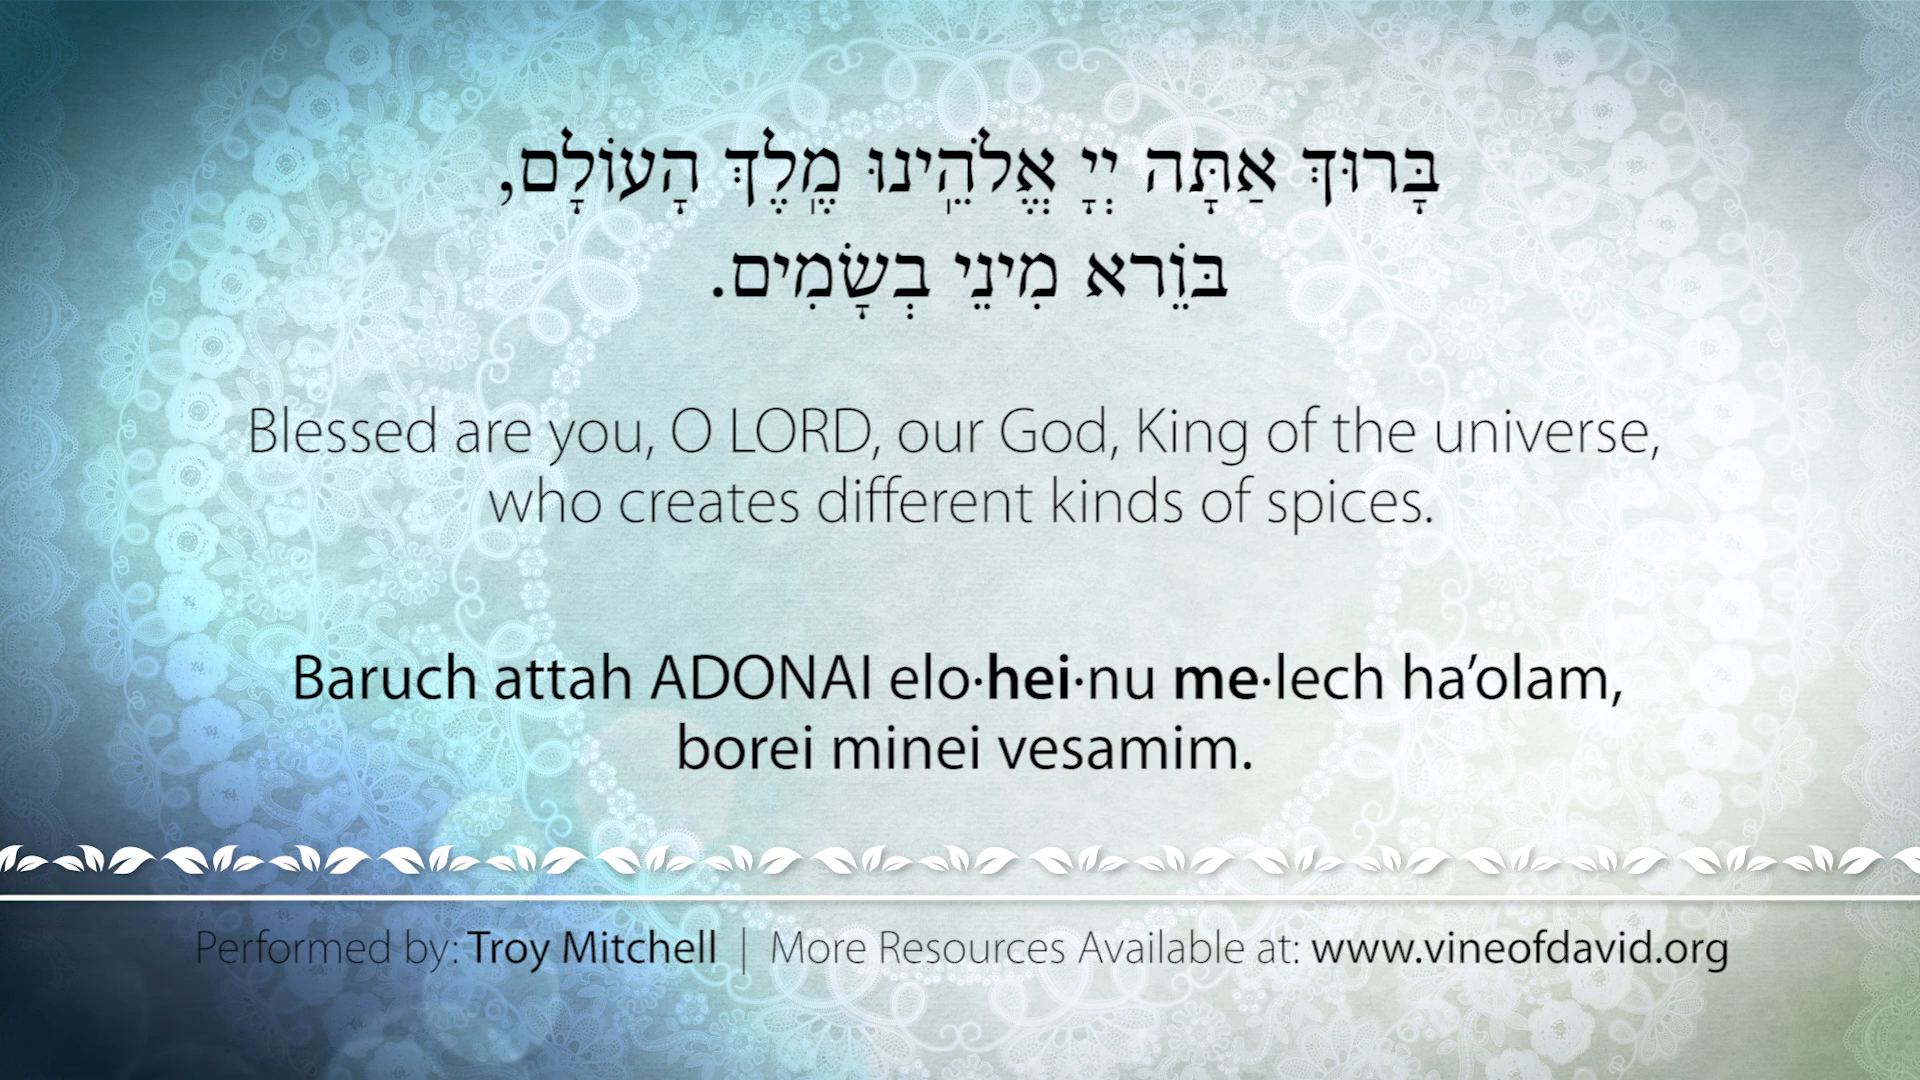 בָּרוּךְ אַתָּה יְיָ אֱלֹהֵֽינוּ מֶֽלֶךְ הָעוֹלָם,
בּוֹרֵא מִינֵי בְשָׂמִים.
Blessed are you, O LORD, our God, King of the universe,
who creates different kinds of spices.
Baruch attah ADONAI elo·hei·nu me·lech ha’olam,
borei minei vesamim.
Performed by: Troy Mitchell | More Resources Available at: www.vineofdavid.org